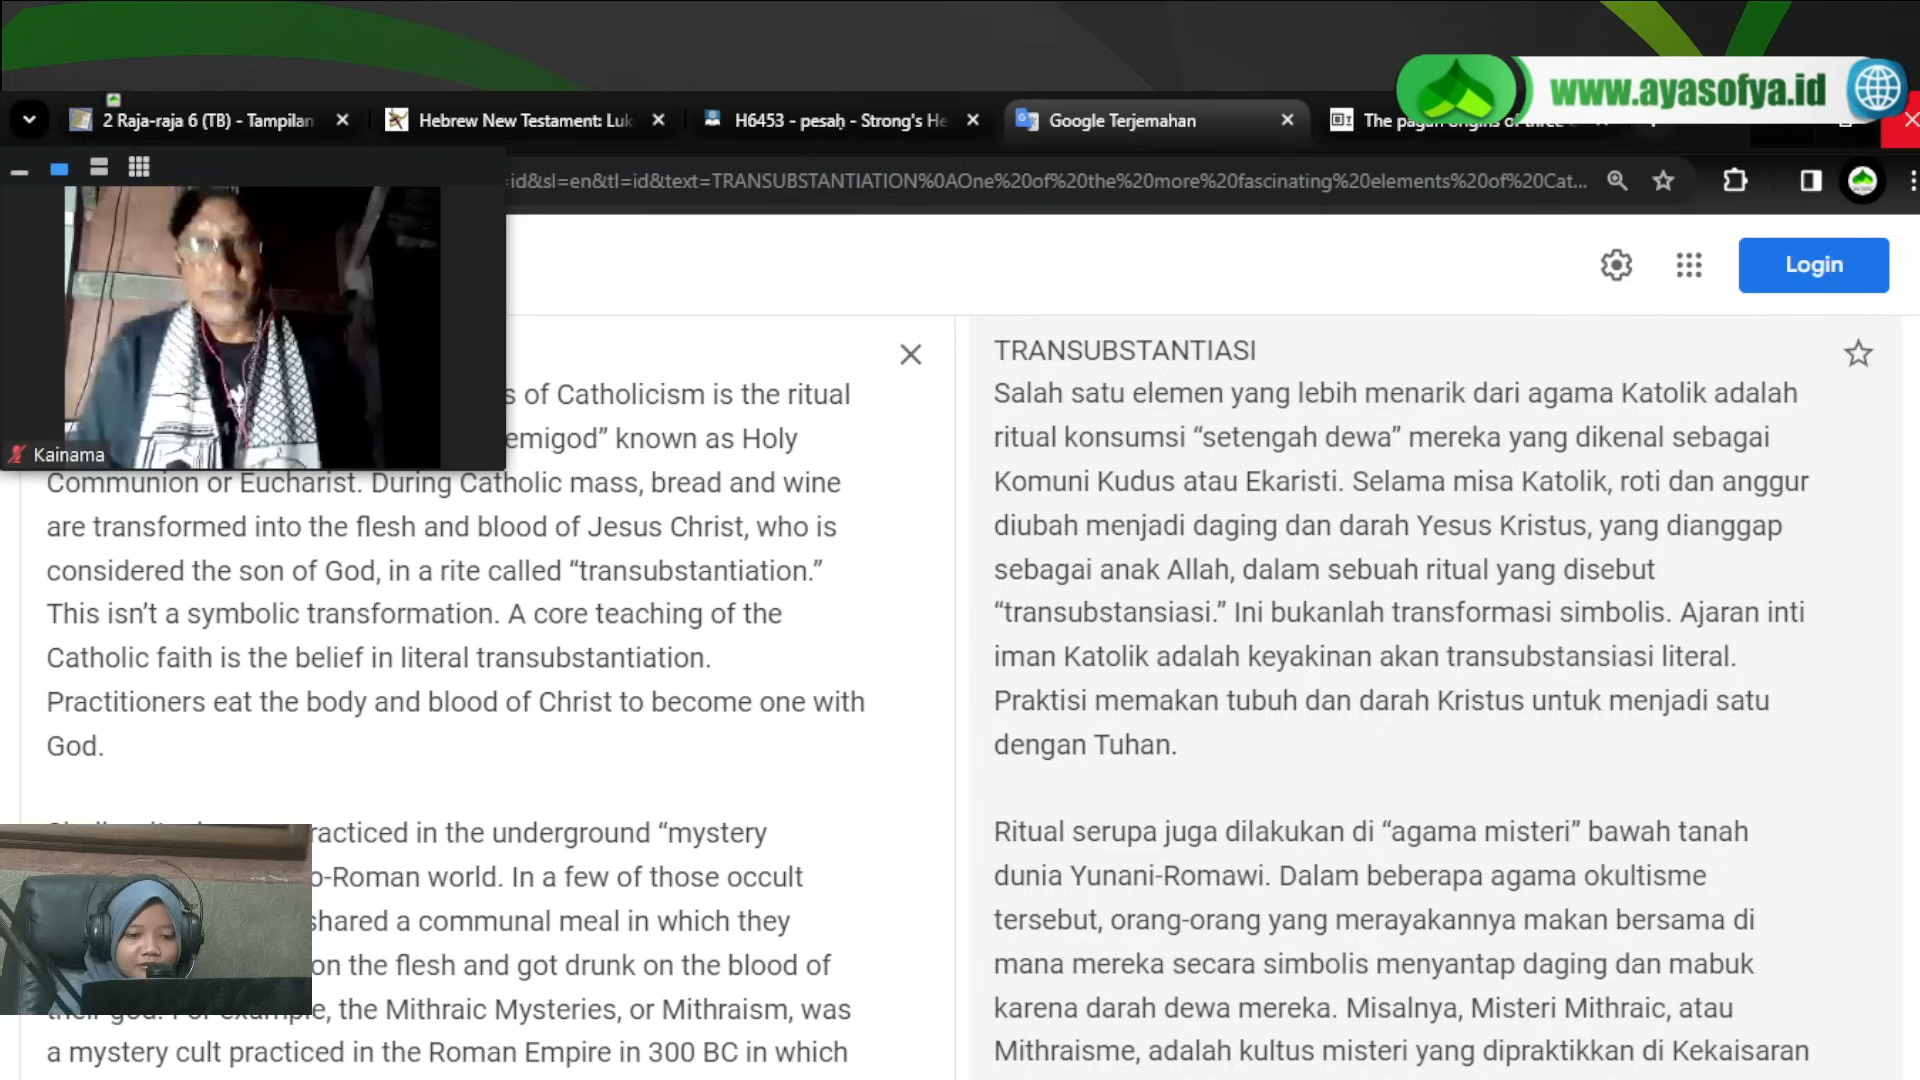 www.ayasofya.id
2 Raja-raja 6 (TB) - Tampilan
Hebrew New Testament: Luk
H6453 - pesaḥ - Strong's He
Google Terjemahan
The pagan origins of three
=id&sl=en&tl=id&text=TRANSUBSTANTIATION%0AOne%20of%20the%20more%20fascinating%20elements%20of%20Cat...
Login
Kainama
s of Catholicism is the ritual
emigod” known as Holy
Communion or Eucharist. During Catholic mass, bread and wine
are transformed into the flesh and blood of Jesus Christ, who is
considered the son of God, in a rite called “transubstantiation.”
This isn’t a symbolic transformation. A core teaching of the
Catholic faith is the belief in literal transubstantiation.
Practitioners eat the body and blood of Christ to become one with
God.
racticed in the underground “mystery
o-Roman world. In a few of those occult
shared a communal meal in which they
on the flesh and got drunk on the blood of
their god. For example, the Mithraic Mysteries, or Mithraism, was
a mystery cult practiced in the Roman Empire in 300 BC in which
TRANSUBSTANTIASI
Salah satu elemen yang lebih menarik dari agama Katolik adalah
ritual konsumsi “setengah dewa” mereka yang dikenal sebagai
Komuni Kudus atau Ekaristi. Selama misa Katolik, roti dan anggur
diubah menjadi daging dan darah Yesus Kristus, yang dianggap
sebagai anak Allah, dalam sebuah ritual yang disebut
“transubstansiasi.” Ini bukanlah transformasi simbolis. Ajaran inti
iman Katolik adalah keyakinan akan transubstansiasi literal.
Praktisi memakan tubuh dan darah Kristus untuk menjadi satu
dengan Tuhan.
Ritual serupa juga dilakukan di “agama misteri” bawah tanah
dunia Yunani-Romawi. Dalam beberapa agama okultisme
tersebut, orang-orang yang merayakannya makan bersama di
mana mereka secara simbolis menyantap daging dan mabuk
karena darah dewa mereka. Misalnya, Misteri Mithraic, atau
Mithraisme, adalah kultus misteri yang dipraktikkan di Kekaisaran